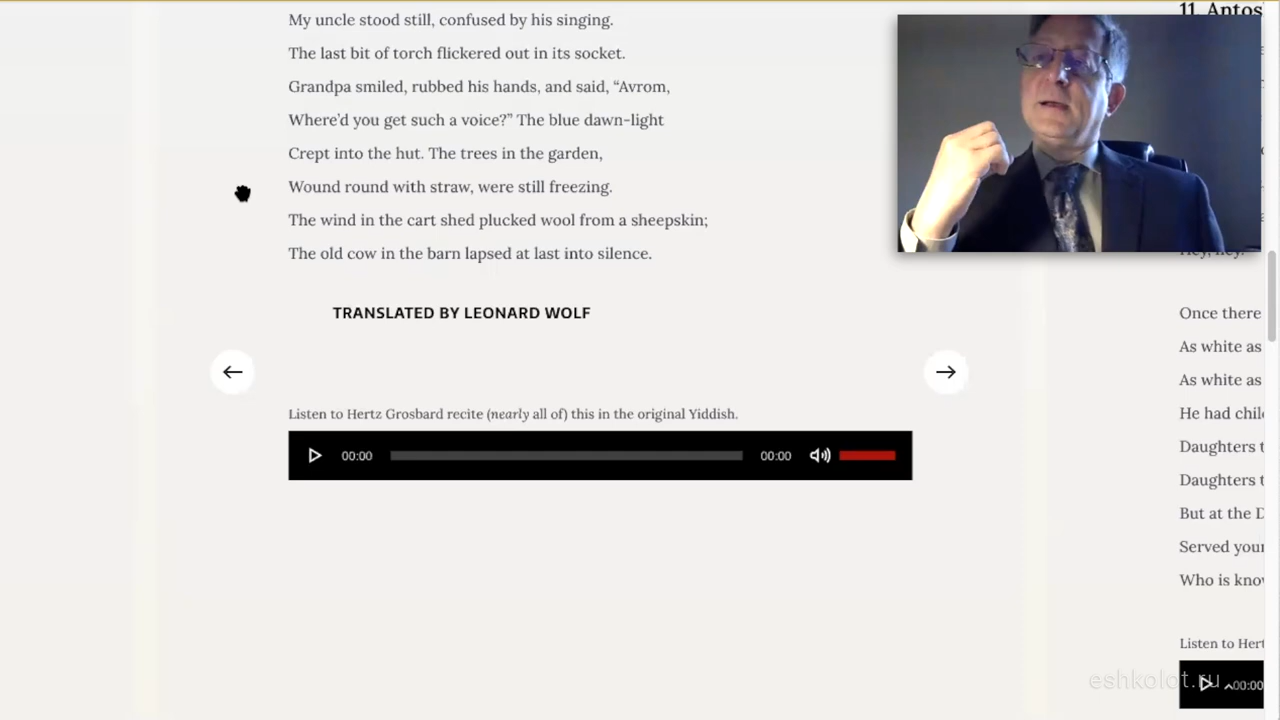 My uncle stood still, confused by his singing.
The last bit of torch flickered out in its socket.
Grandpa smiled, rubbed his hands, and said, “Avrom,
Where’d you get such a voice?” The blue dawn-light
Crept into the hut. The trees in the garden,
Wound round with straw, were still freezing.
The wind in the cart shed plucked wool from a sheepskin;
The old cow in the barn lapsed at last into silence.
TRANSLATED BY LEONARD WOLF
Listen to Hertz Grosbard recite (nearly all of) this in the original Yiddish.
00:00 00:00
11. Antos
Once there
As white as
As white as
He had chil
Daughters t
Daughters t
But at the D
Served your
Who is know
Listen to Hert
00:00
eshkolot.ru